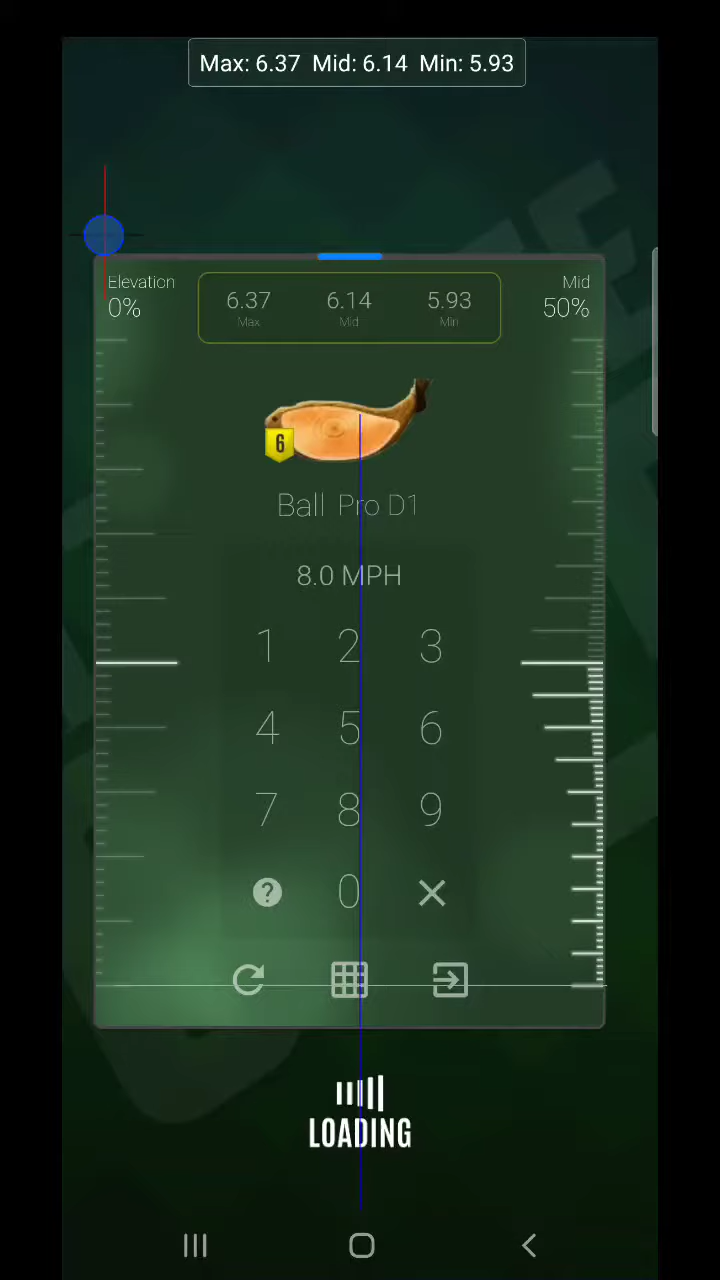 Max: 6.37 Mid: 6.14 Min: 5.93
Elevation
0%
6.37 6.14 5.93
Max Mid Min
Mid
50%
6
Ball Pro D1
8.0 MPH
1 2 3
4 5 6
7 8 9
? 0
LOADING